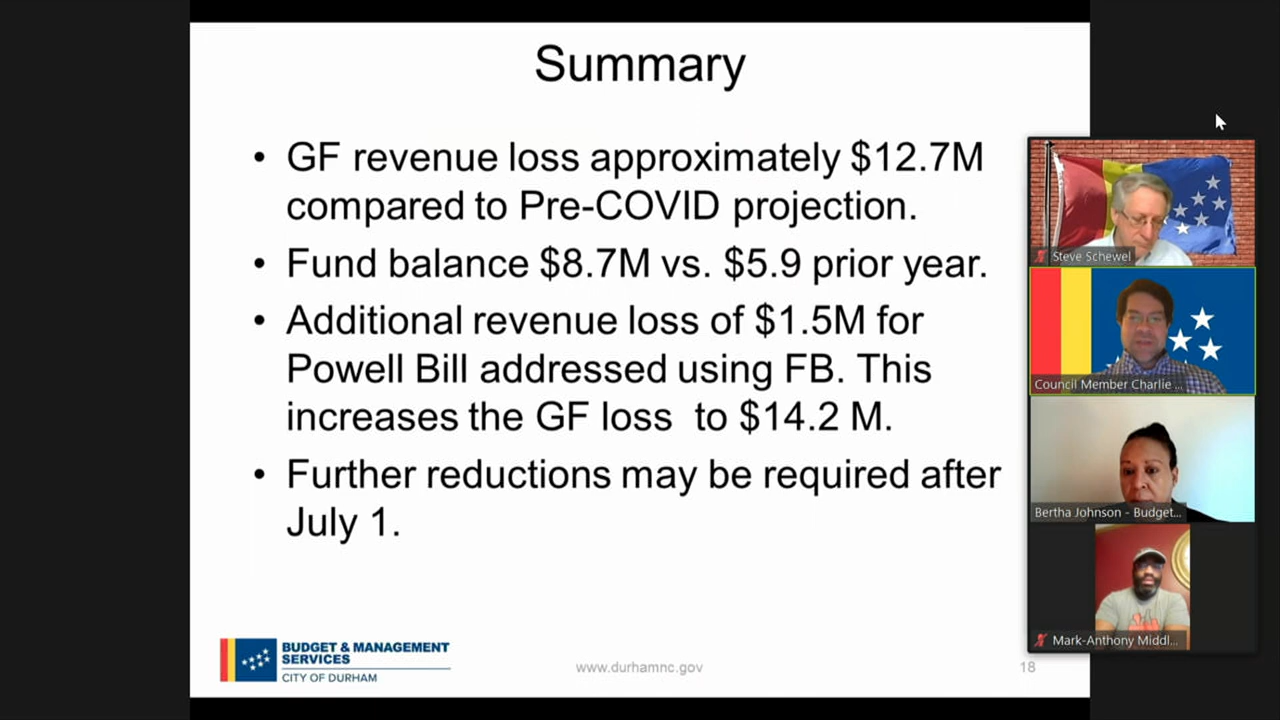 Summary
• GF revenue loss approximately $12.7M
compared to Pre-COVID projection.
• Fund balance $8.7M vs. $5.9 prior year.
• Additional revenue loss of $1.5M for
Powell Bill addressed using FB. This
increases the GF loss to $14.2 M.
• Further reductions may be required after
July 1.
BUDGET & MANAGEMENT
SERVICES
CITY OF DURHAM
www.durhamnc.gov
18
Steve Schewel
Council Member Charlie ...
Bertha Johnson - Budget...
Mark-Anthony Middl...